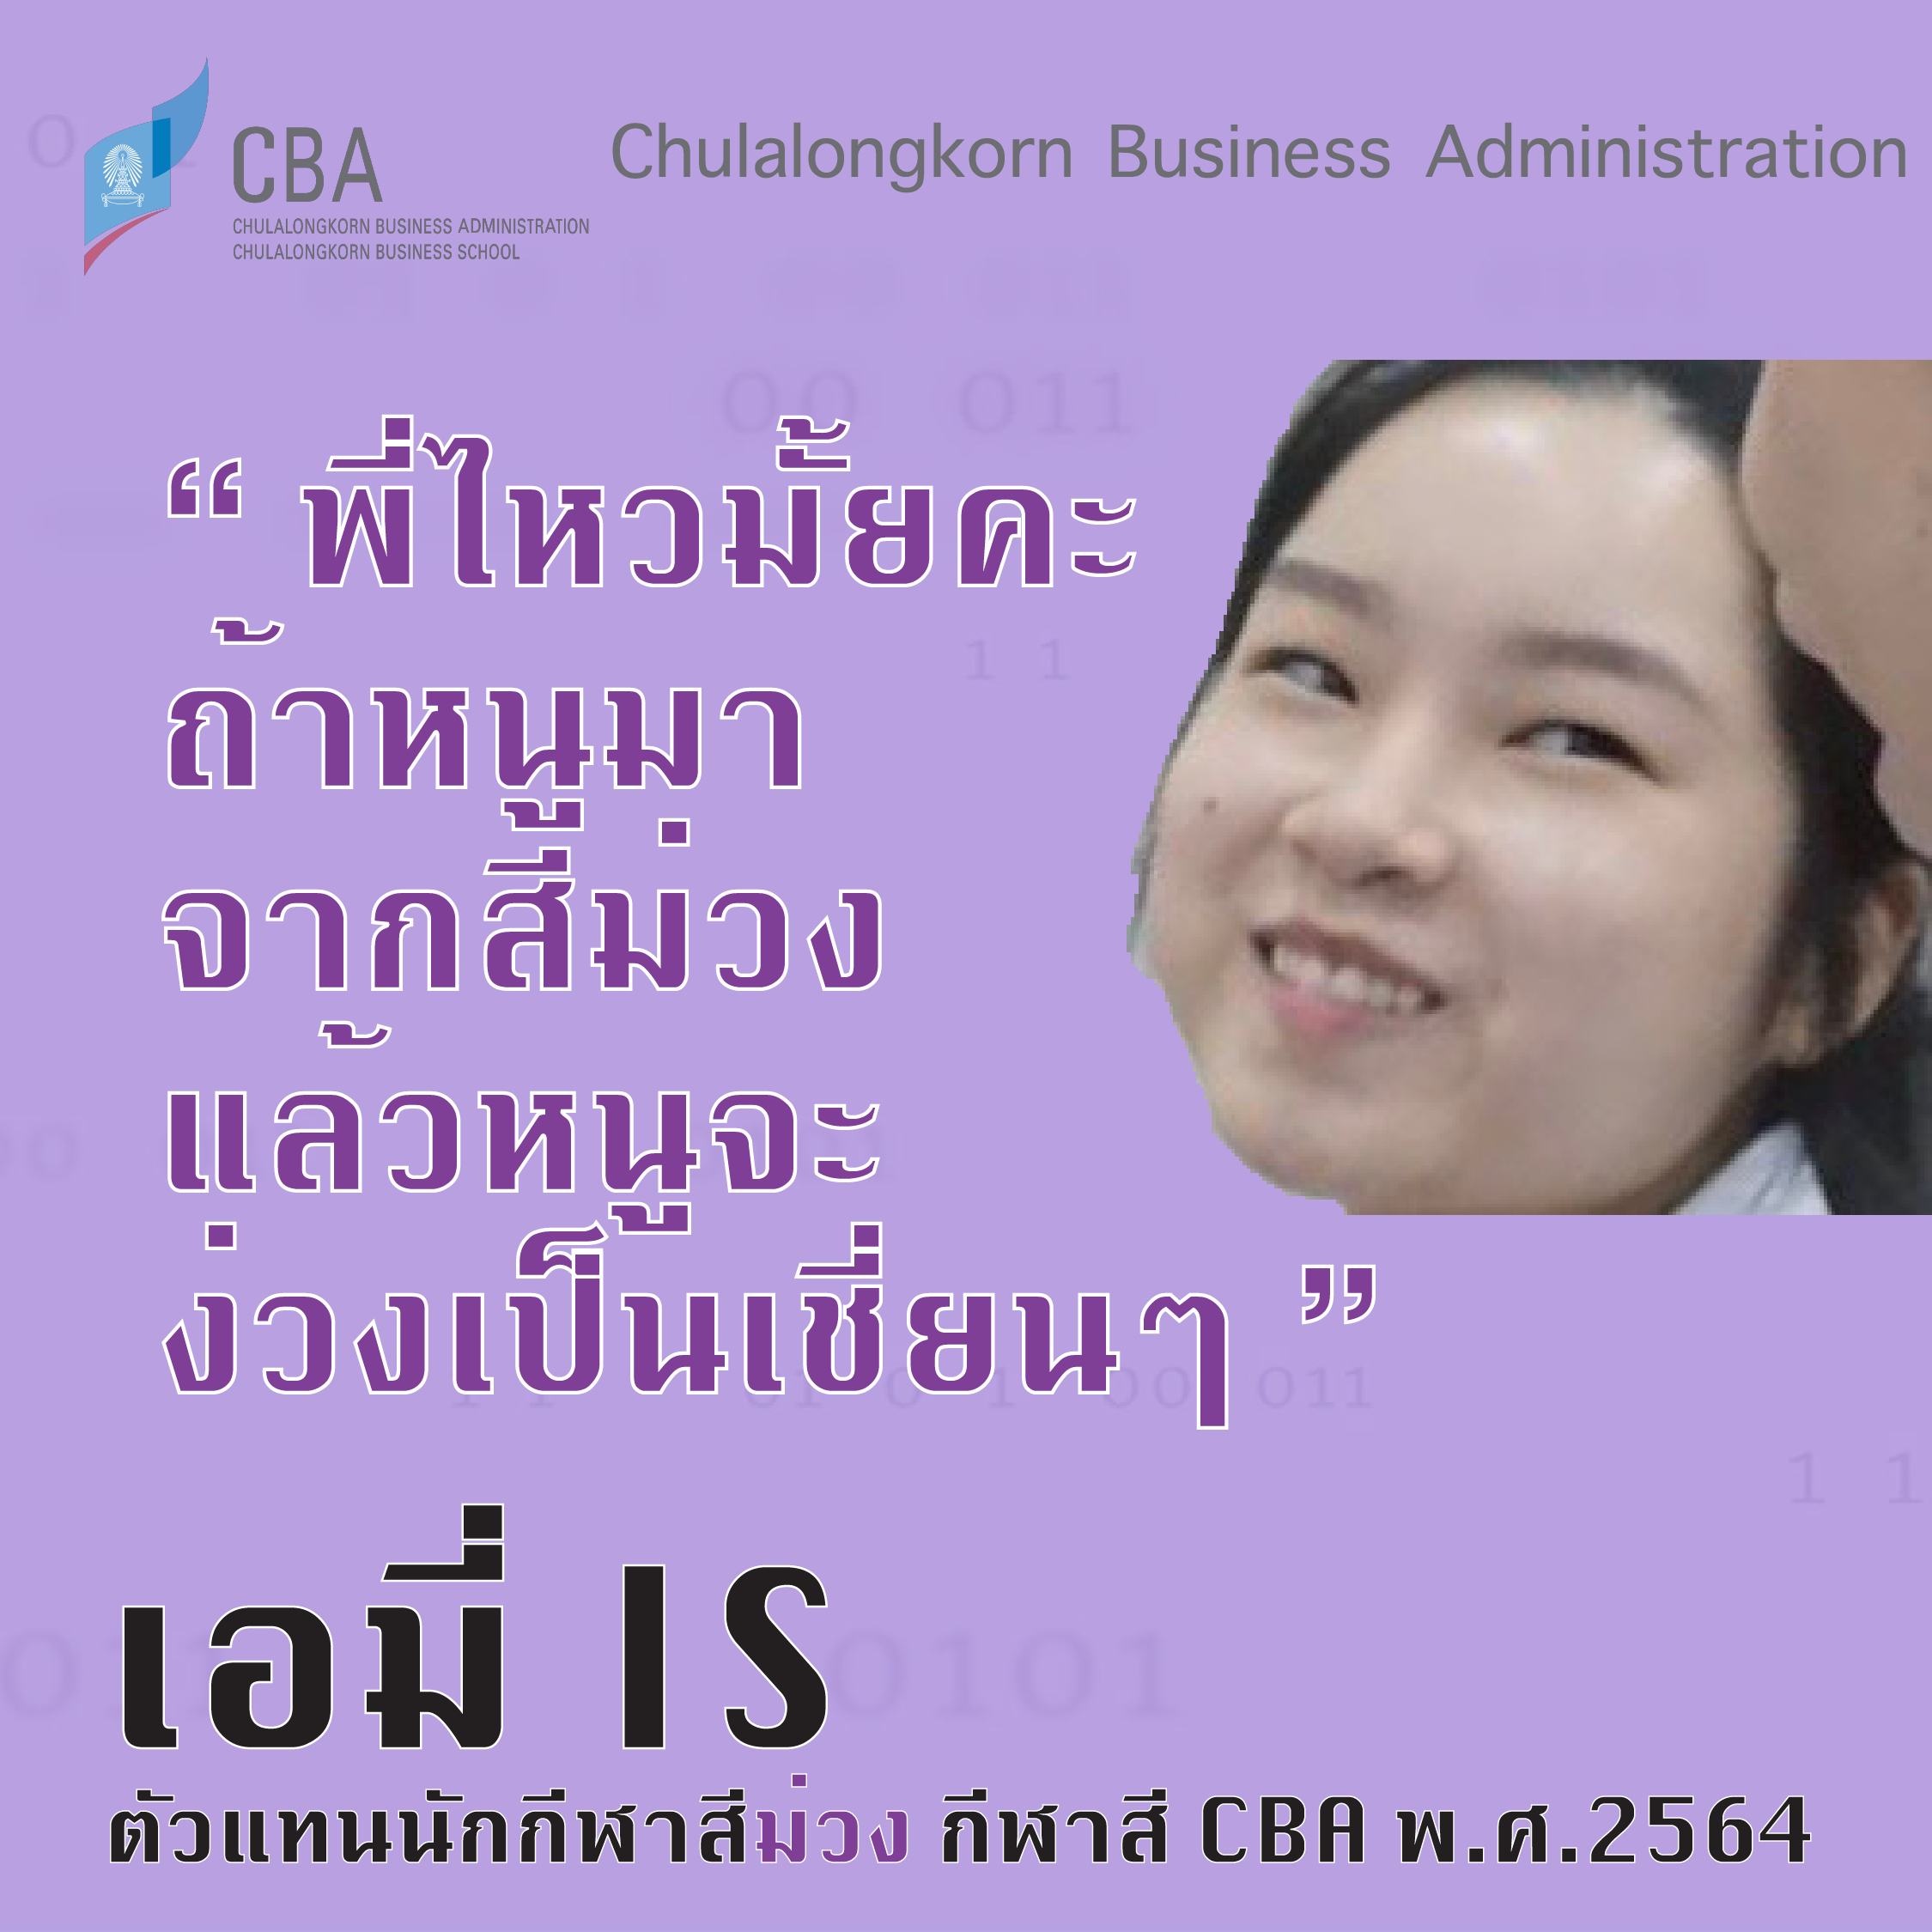 CBA
CHULALONGKORN BUSINESS ADMINISTRATION
CHULALONGKORN BUSINESS SCHOOL
Chulalongkorn Business Administration
“ พี่ไหวมั้ยคะ
ถ้าหนูมา
จากสีม่วง
แล้วหนูจะ
ง่วงเป็นเชี่ยนๆ ”
เอมี่ IS
ตัวแทนนักกีฬาสีม่วง กีฬาสี CBA พ.ศ.2564